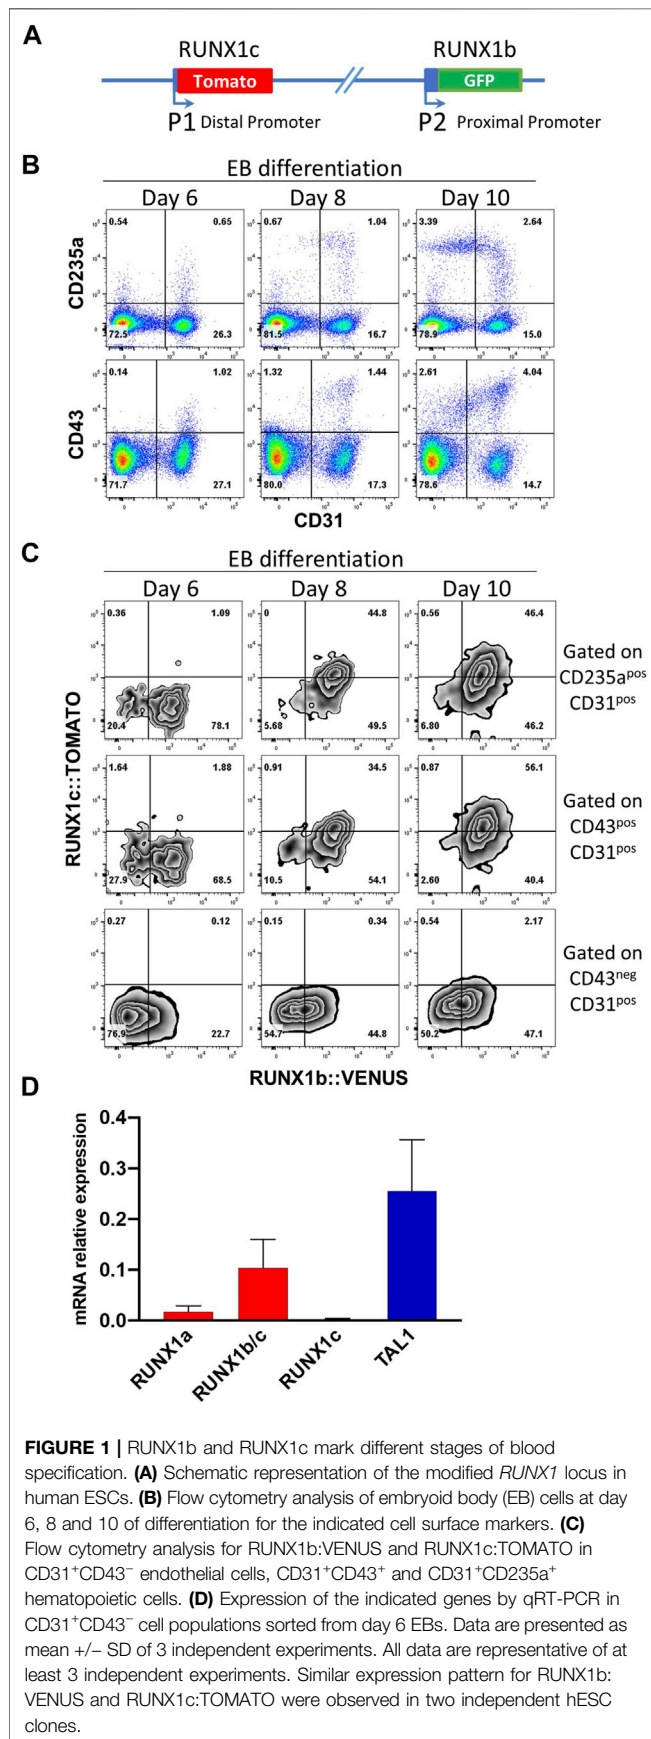 A
RUNX1c
RUNX1b
Tomato
GFP
P1 Distal Promoter
P2 Proximal Promoter
B
EB differentiation
Day 6
Day 8
Day 10
CD235a
0.54
0.65
72.5
26.3
0.67
1.04
81.5
16.7
3.39
2.64
78.9
15.0
CD43
0.14
1.02
71.7
27.1
1.32
1.44
80.0
17.3
2.61
4.04
78.6
14.7
CD31
C
EB differentiation
Day 6
Day 8
Day 10
RUNX1c::TOMATO
0.36
1.09
20.4
78.1
0
44.8
5.68
49.5
0.56
46.4
6.80
46.2
Gated on
CD235apos
CD31pos
1.64
1.88
27.9
68.5
0.91
34.5
10.5
54.1
0.87
56.1
2.60
40.4
Gated on
CD43pos
CD31pos
0.27
0.12
76.9
22.7
0.15
0.34
54.7
44.8
0.54
2.17
50.2
47.1
Gated on
CD43neg
CD31pos
RUNX1b::VENUS
D
mRNA relative expression
0.4
0.3
0.2
0.1
0.0
RUNX1a
RUNX1b/c
RUNX1c
TAL1
FIGURE 1 | RUNX1b and RUNX1c mark different stages of blood
specification. (A) Schematic representation of the modified RUNX1 locus in
human ESCs. (B) Flow cytometry analysis of embryoid body (EB) cells at day
6, 8 and 10 of differentiation for the indicated cell surface markers. (C)
Flow cytometry analysis for RUNX1b:VENUS and RUNX1c:TOMATO in
CD31+CD43− endothelial cells, CD31+CD43+ and CD31+CD235a+
hematopoietic cells. (D) Expression of the indicated genes by qRT-PCR in
CD31+CD43− cell populations sorted from day 6 EBs. Data are presented as
mean +/− SD of 3 independent experiments. All data are representative of at
least 3 independent experiments. Similar expression pattern for RUNX1b:
VENUS and RUNX1c:TOMATO were observed in two independent hESC
clones.